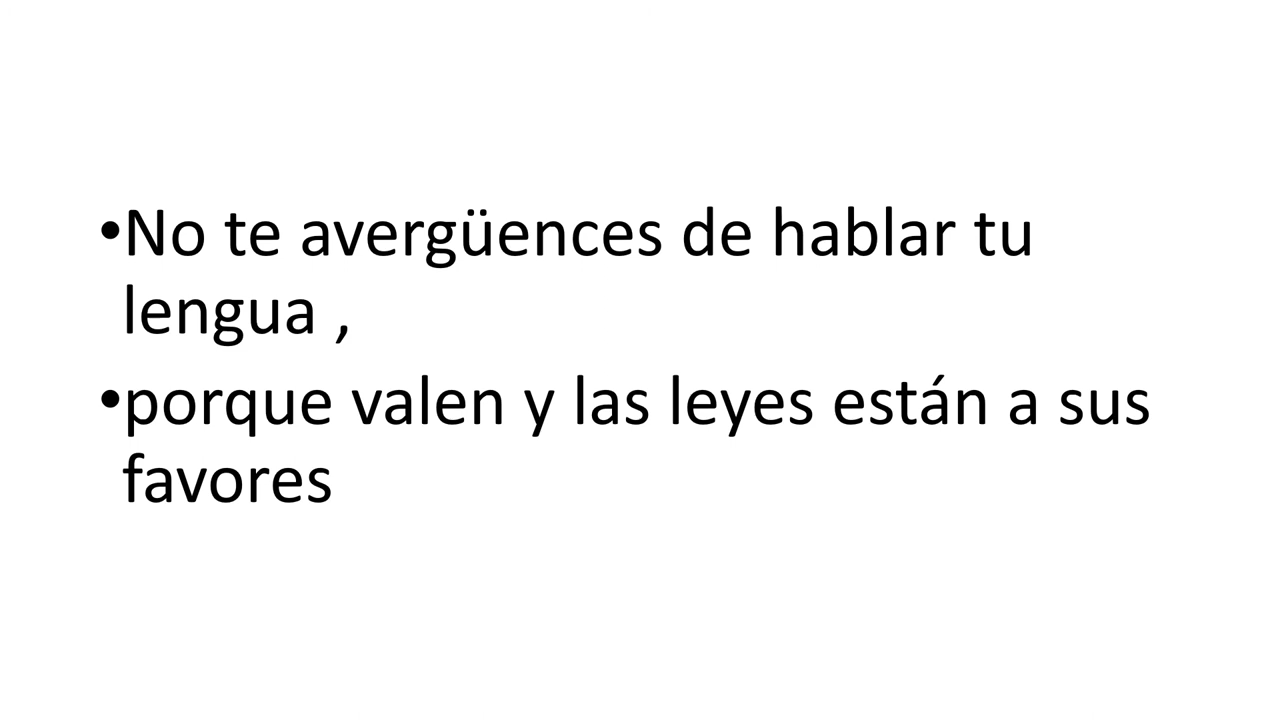 •No te avergüences de hablar tu
lengua ,
•porque valen y las leyes están a sus
favores